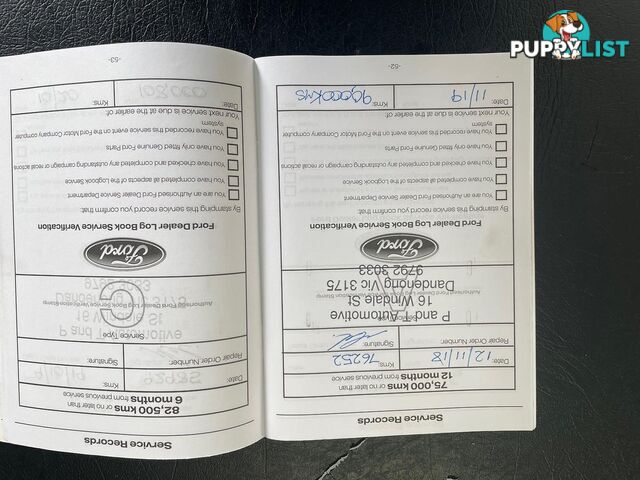 PUPPYLIST
Service Records
75,000 kms or no later than
12 months from previous service
Date: 12/11/18 Kms: 76252
Repair Order Number: Signature:
P and T Automotive
16 Windale St
Dandenong Vic 3175
9792 3033
Ford
Ford Dealer Log Book Service Verification
By stamping this service record you confirm that:
You are an Authorised Ford Dealer Service Department
You have completed all aspects of the Logbook Service
You have checked and completed any outstanding campaign or recall actions
You have only fitted Genuine Ford Parts
You have recorded this service event on the Ford Motor Company
system
Your next service is due at the earlier of:
Date: 11/19 Kms: 90,000 kms
-52-
Service Records
82,500 kms or no later than
6 months from previous service
Date: Kms:
Repair Order Number: Signature:
Service Type
C
Ford
Ford Dealer Log Book Service Verification
By stamping this service record you confirm that:
You are an Authorised Ford Dealer Service Department
You have completed all aspects of the Logbook Service
You have checked and completed any outstanding campaign or recall actions
You have only fitted Genuine Ford Parts
You have recorded this service event on the Ford Motor Company
system
Your next service is due at the earlier of:
Date: Kms:
-53-